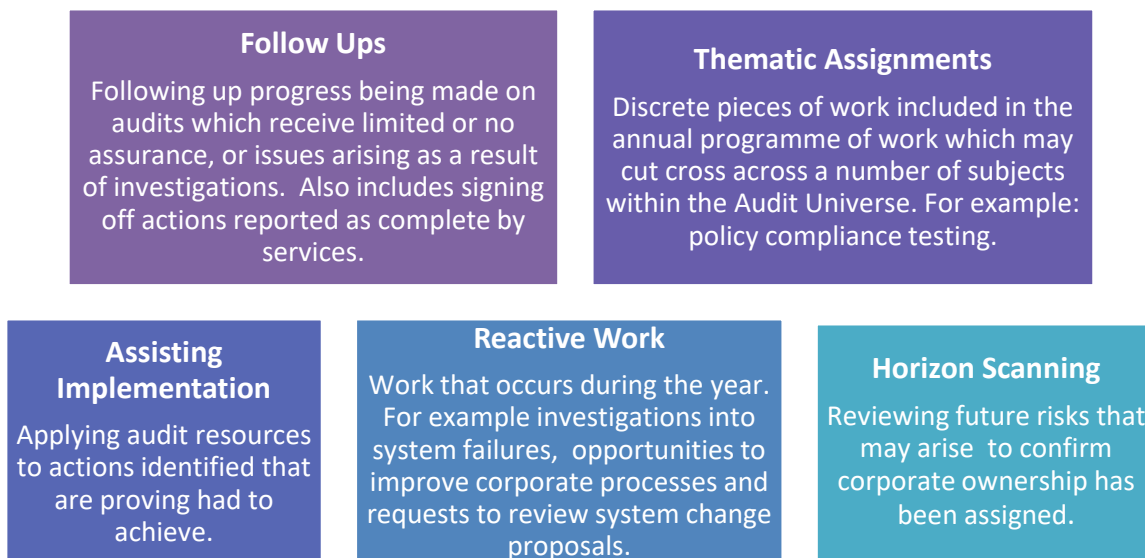 Follow Ups
Following up progress being made on
audits which receive limited or no
assurance, or issues arising as a result
of investigations.  Also includes signing
off actions reported as complete by
services.
Thematic Assignments
Discrete pieces of work included in the
annual programme of work which may
cut cross across a number of subjects
within the Audit Universe. For example:
policy compliance testing.
Assisting
Implementation
Applying audit resources
to actions identified that
are proving had to
achieve.
Reactive Work
Work that occurs during the year.
For example investigations into
system failures,  opportunities to
improve corporate processes and
requests to review system change
proposals.
Horizon Scanning
Reviewing future risks that
may arise  to confirm
corporate ownership has
been assigned.